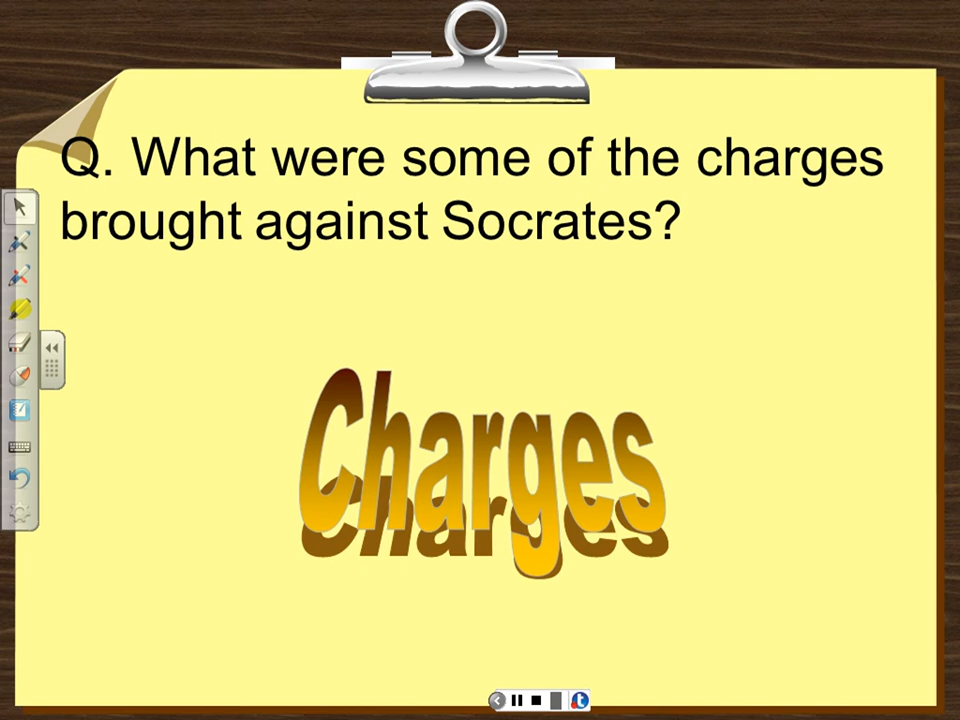 Q. What were some of the charges
brought against Socrates?
Charges